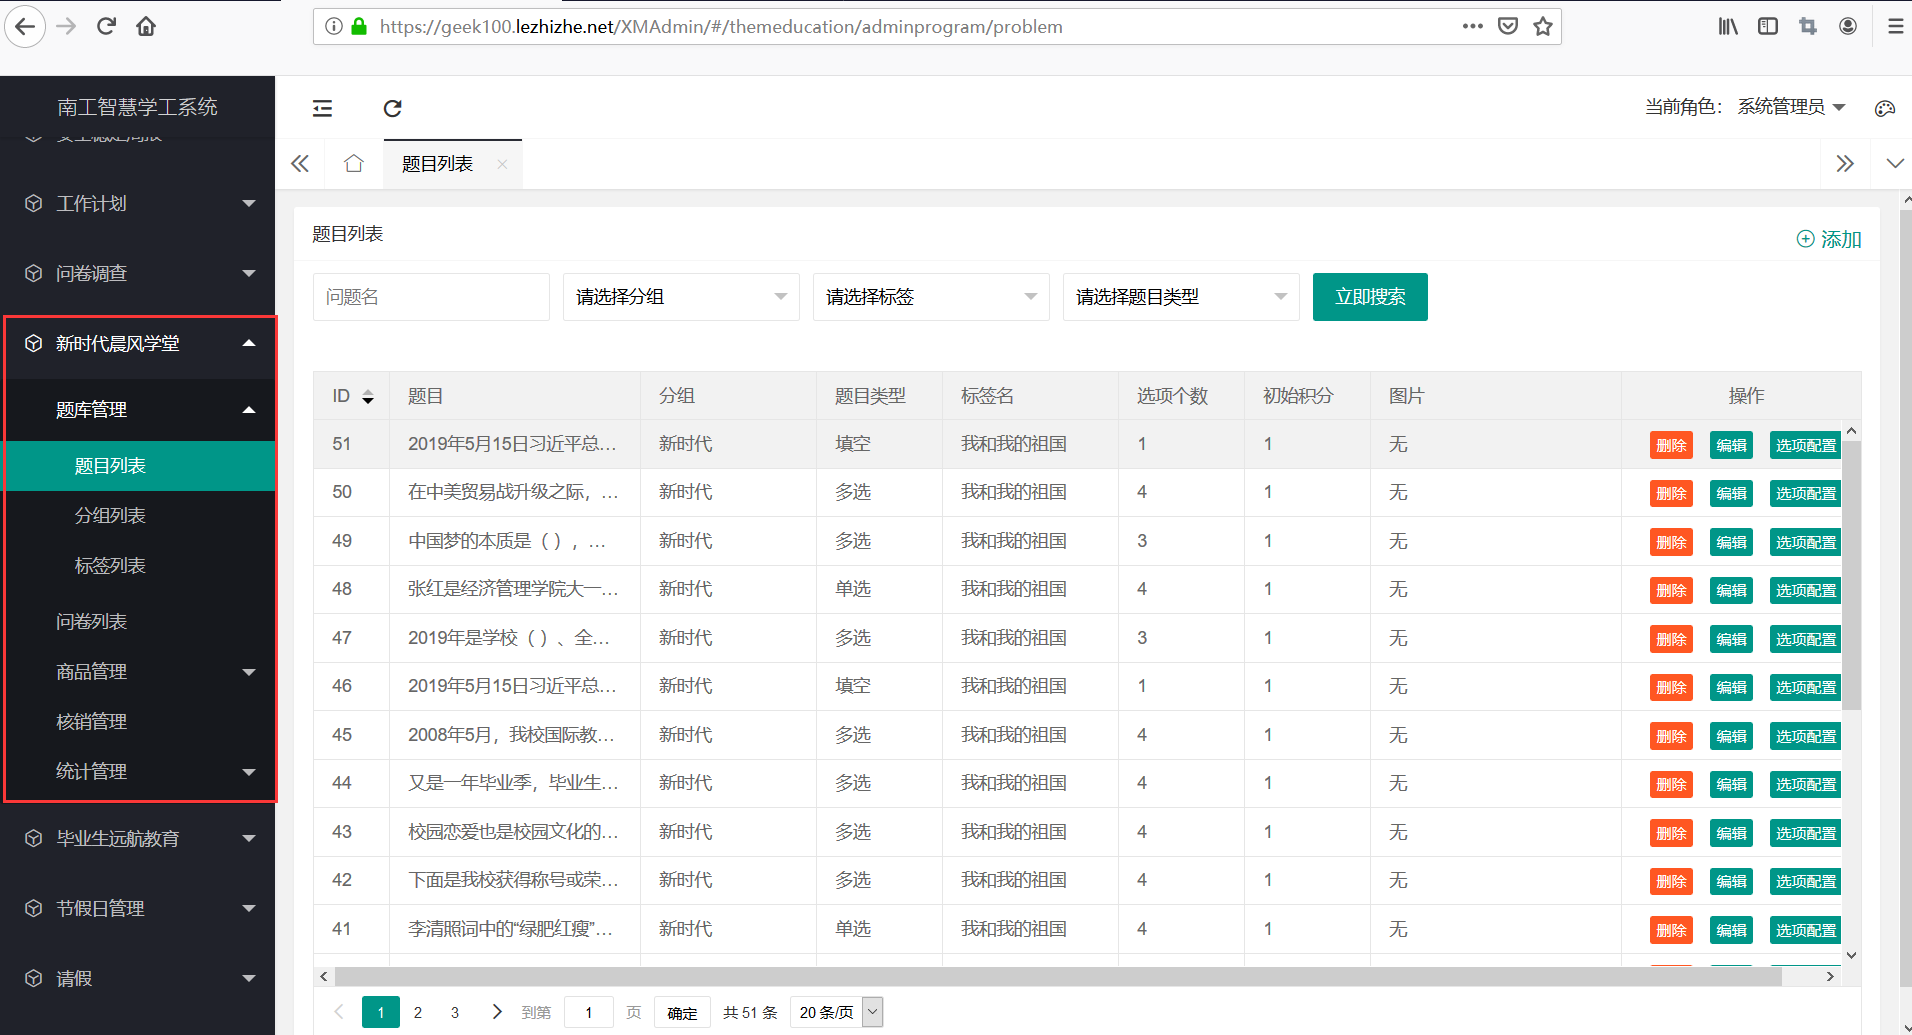 https://geek100.lezhizhe.net/XMAdmin/#/themeducation/adminprogram/problem
南工智慧学工系统
当前角色： 系统管理员
工作计划
问卷调查
新时代晨风学堂
题库管理
题目列表
分组列表
标签列表
问卷列表
商品管理
核销管理
统计管理
毕业生远航教育
节假日管理
请假
题目列表
题目列表
添加
问题名 请选择分组 请选择标签 请选择题目类型 立即搜索
ID 题目 分组 题目类型 标签名 选项个数 初始积分 图片 操作
51 2019年5月15日习近平总… 新时代 填空 我和我的祖国 1 1 无 删除 编辑 选项配置
50 在中美贸易战升级之际，… 新时代 多选 我和我的祖国 4 1 无 删除 编辑 选项配置
49 中国梦的本质是（ ），… 新时代 多选 我和我的祖国 3 1 无 删除 编辑 选项配置
48 张红是经济管理学院大一… 新时代 单选 我和我的祖国 4 1 无 删除 编辑 选项配置
47 2019年是学校（ ）、全… 新时代 多选 我和我的祖国 3 1 无 删除 编辑 选项配置
46 2019年5月15日习近平总… 新时代 填空 我和我的祖国 1 1 无 删除 编辑 选项配置
45 2008年5月，我校国际教… 新时代 多选 我和我的祖国 4 1 无 删除 编辑 选项配置
44 又是一年毕业季，毕业生… 新时代 多选 我和我的祖国 4 1 无 删除 编辑 选项配置
43 校园恋爱也是校园文化的… 新时代 多选 我和我的祖国 4 1 无 删除 编辑 选项配置
42 下面是我校获得称号或荣… 新时代 多选 我和我的祖国 4 1 无 删除 编辑 选项配置
41 李清照词中的“绿肥红瘦”… 新时代 单选 我和我的祖国 4 1 无 删除 编辑 选项配置
1 2 3 到第 1 页 确定 共 51 条 20 条/页